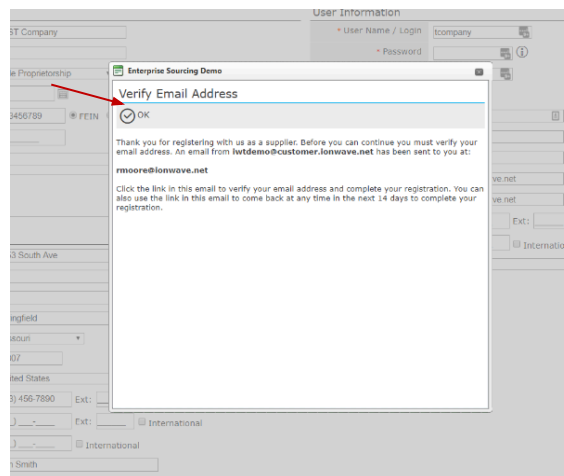 User Information
ST Company
* User Name / Login tcompany
* Password
Proprietorship
Enterprise Sourcing Demo
Verify Email Address
OK
3456789 FEIN
Thank you for registering with us as a supplier. Before you can continue you must verify your
email address. An email from iwtdemo@customer.ionwave.net has been sent to you at:
rmoore@ionwave.net
Click the link in this email to verify your email address and complete your registration. You can
also use the link in this email to come back at any time in the next 14 days to complete your
registration.
ve.net
ve.net
Ext:
Internatio
3 South Ave
ngfield
souri
07
ited States
) 456-7890 Ext:
Ext: International
International
n Smith